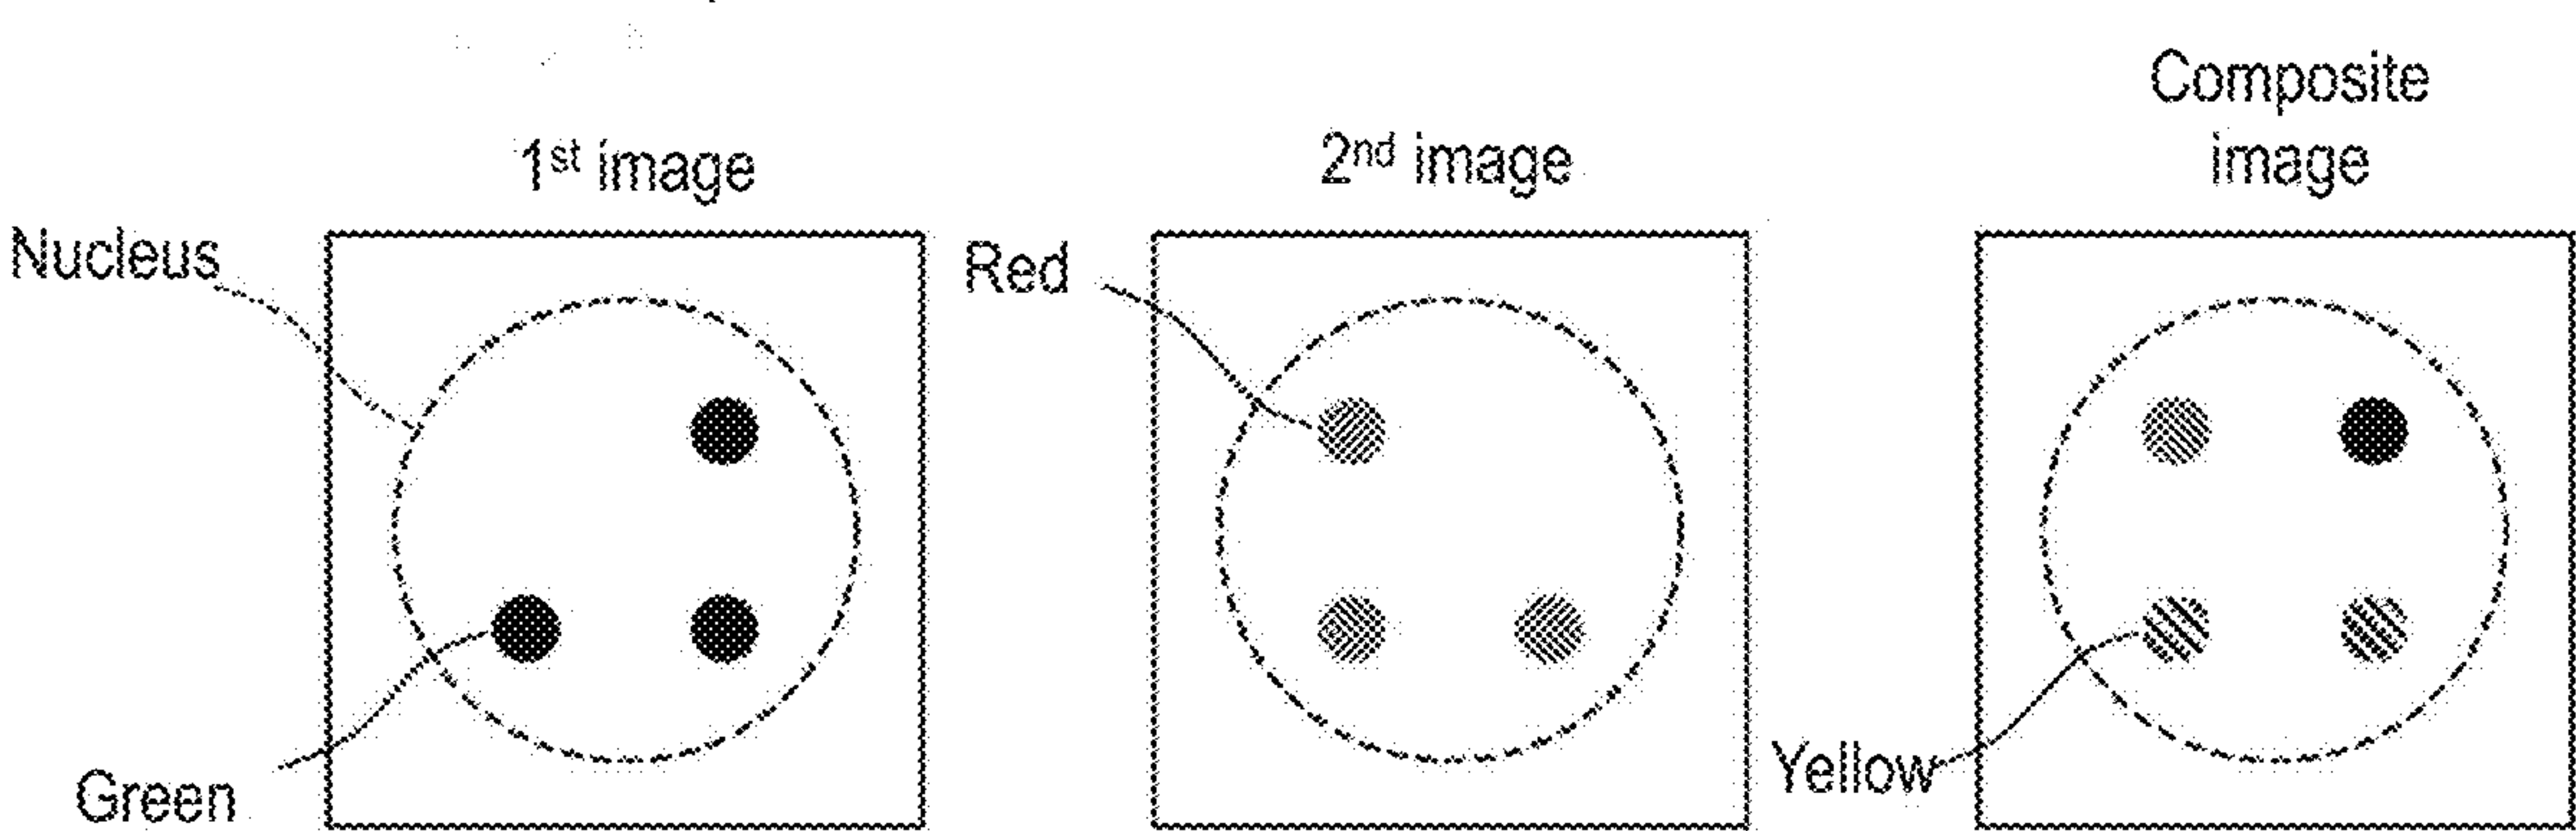 1st image
2nd image
Composite
image
Nucleus
Red
Green
Yellow